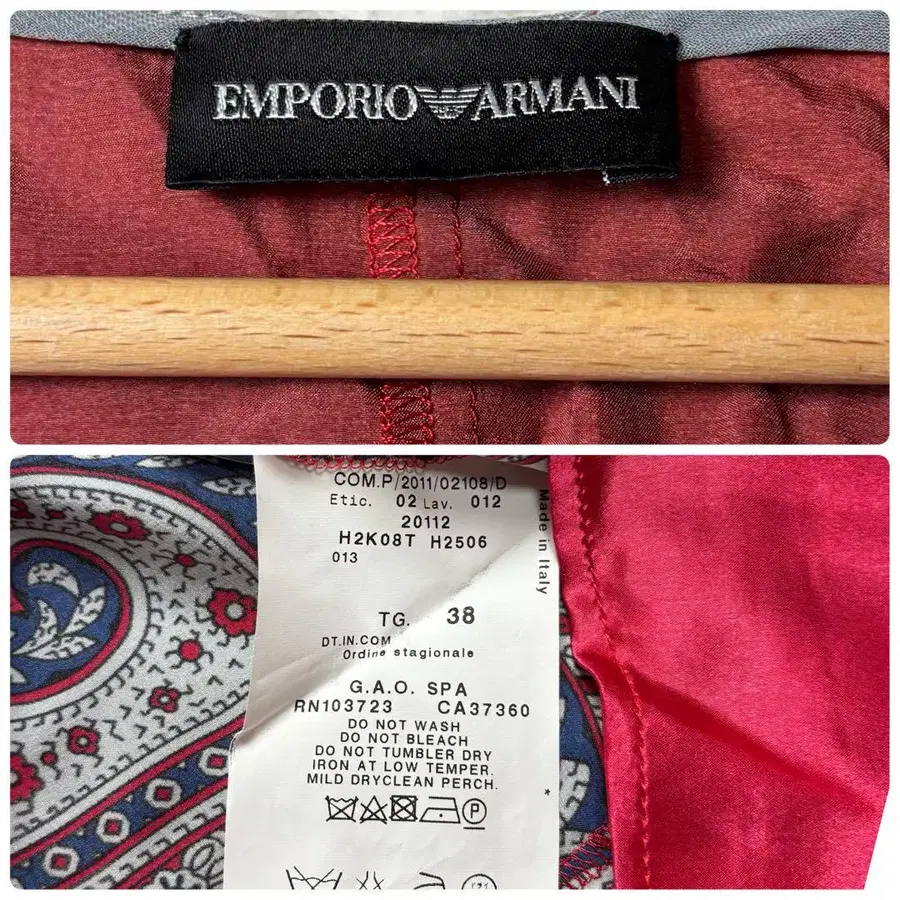 EMPORIO ARMANI
COM.P/2011/02108/D
Etic. 02 Lav. 012
20112
H2K08T H2506
013
Made in Italy
TG. 38
DT.IN.COM
Ordine stagionale
G.A.O. SPA
RN103723 CA37360
DO NOT WASH
DO NOT BLEACH
DO NOT TUMBLER DRY
IRON AT LOW TEMPER.
MILD DRYCLEAN PERCH.
P